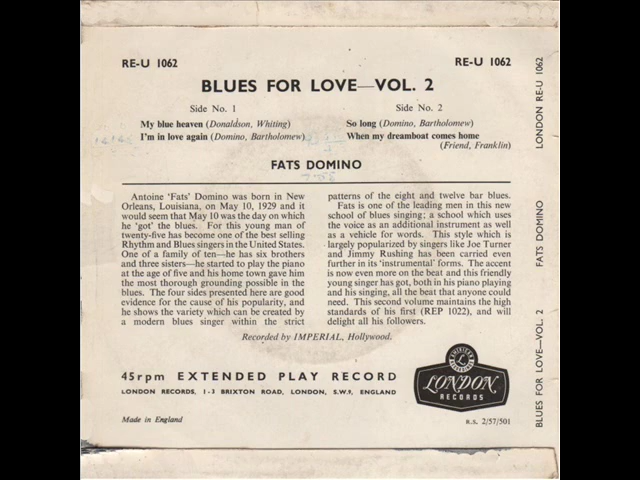 RE-U 1062
RE-U 1062
BLUES FOR LOVE—VOL. 2
Side No. 1
My blue heaven (Donaldson, Whiting)
I'm in love again (Domino, Bartholomew)
Side No. 2
So long (Domino, Bartholomew)
When my dreamboat comes home
(Friend, Franklin)
FATS DOMINO
Antoine 'Fats' Domino was born in New
Orleans, Louisiana, on May 10, 1929 and it
would seem that May 10 was the day on which
he 'got' the blues. For this young man of
twenty-five has become one of the best selling
Rhythm and Blues singers in the United States.
One of a family of ten—he has six brothers
and three sisters—he started to play the piano
at the age of five and his home town gave him
the most thorough grounding possible in the
blues. The four sides presented here are good
evidence for the cause of his popularity, and
he shows the variety which can be created by
a modern blues singer within the strict
patterns of the eight and twelve bar blues.
Fats is one of the leading men in this new
school of blues singing; a school which uses
the voice as an additional instrument as well
as a vehicle for words. This style which is
largely popularized by singers like Joe Turner
and Jimmy Rushing has been carried even
further in its 'instrumental' forms. The accent
is now even more on the beat and this friendly
young singer has got, both in his piano playing
and his singing, all the beat that anyone could
need. This second volume maintains the high
standards of his first (REP 1022), and will
delight all his followers.
Recorded by IMPERIAL, Hollywood.
45rpm EXTENDED PLAY RECORD
LONDON RECORDS, 1-3 BRIXTON ROAD, LONDON, S.W.9, ENGLAND
Made in England
LONDON
RECORDS
R.S. 2/57/501
LONDON RE-U 1062
FATS DOMINO
BLUES FOR LOVE—VOL. 2